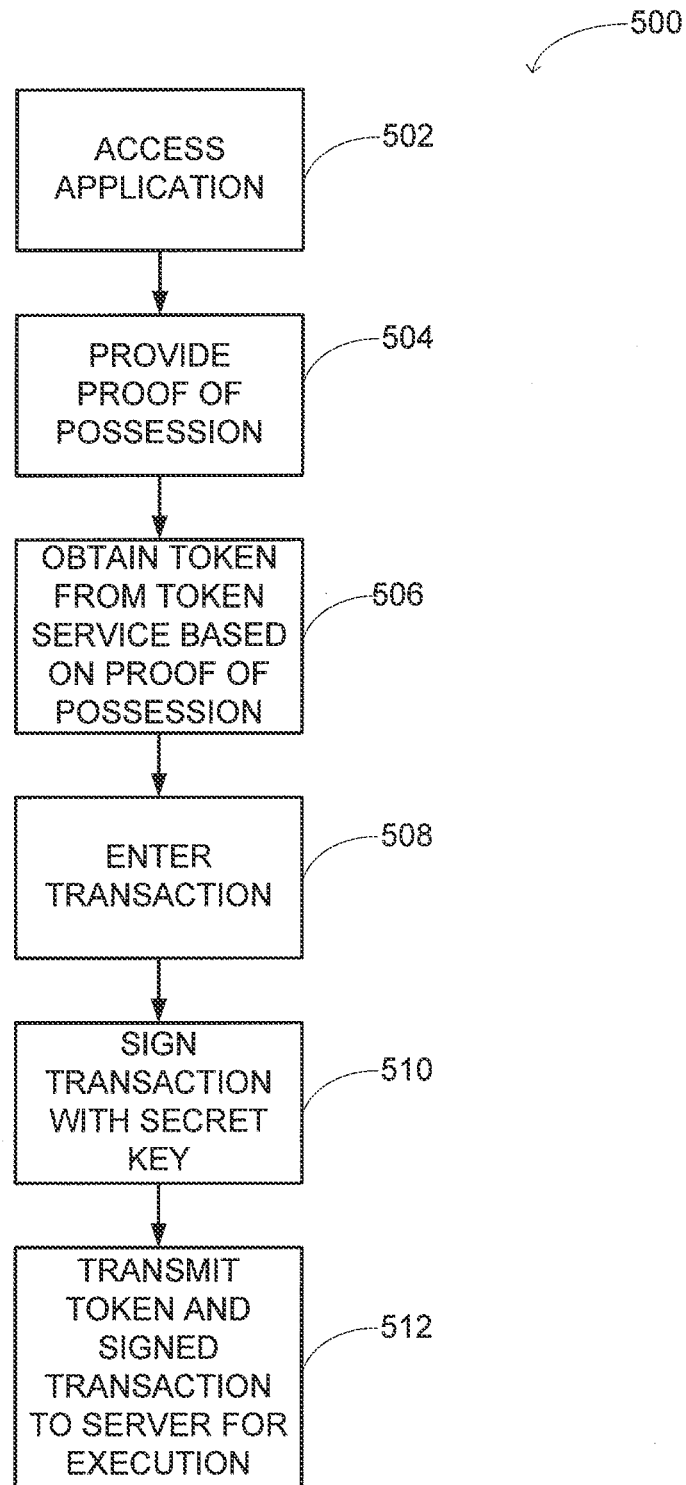 500
ACCESS
APPLICATION
502
PROVIDE
PROOF OF
POSSESSION
504
OBTAIN TOKEN
FROM TOKEN
SERVICE BASED
ON PROOF OF
POSSESSION
506
ENTER
TRANSACTION
508
SIGN
TRANSACTION
WITH SECRET
KEY
510
TRANSMIT
TOKEN AND
SIGNED
TRANSACTION
TO SERVER FOR
EXECUTION
512